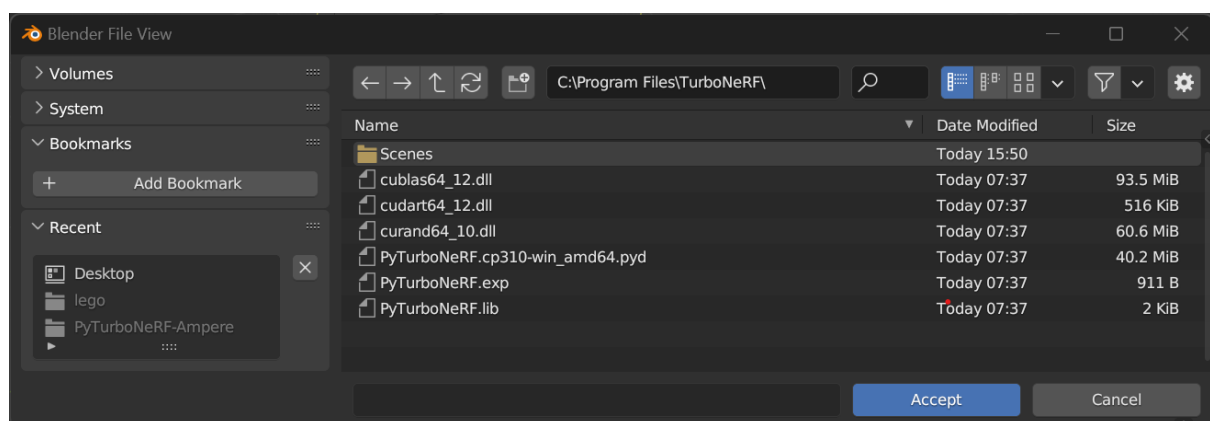 Blender File View
Volumes
System
Bookmarks
+ Add Bookmark
Recent
Desktop
lego
PyTurboNeRF-Ampere
C:\Program Files\TurboNeRF\
Name Date Modified Size
Scenes Today 15:50
cublas64_12.dll Today 07:37 93.5 MiB
cudart64_12.dll Today 07:37 516 KiB
curand64_10.dll Today 07:37 60.6 MiB
PyTurboNeRF.cp310-win_amd64.pyd Today 07:37 40.2 MiB
PyTurboNeRF.exp Today 07:37 911 B
PyTurboNeRF.lib Today 07:37 2 KiB
Accept Cancel